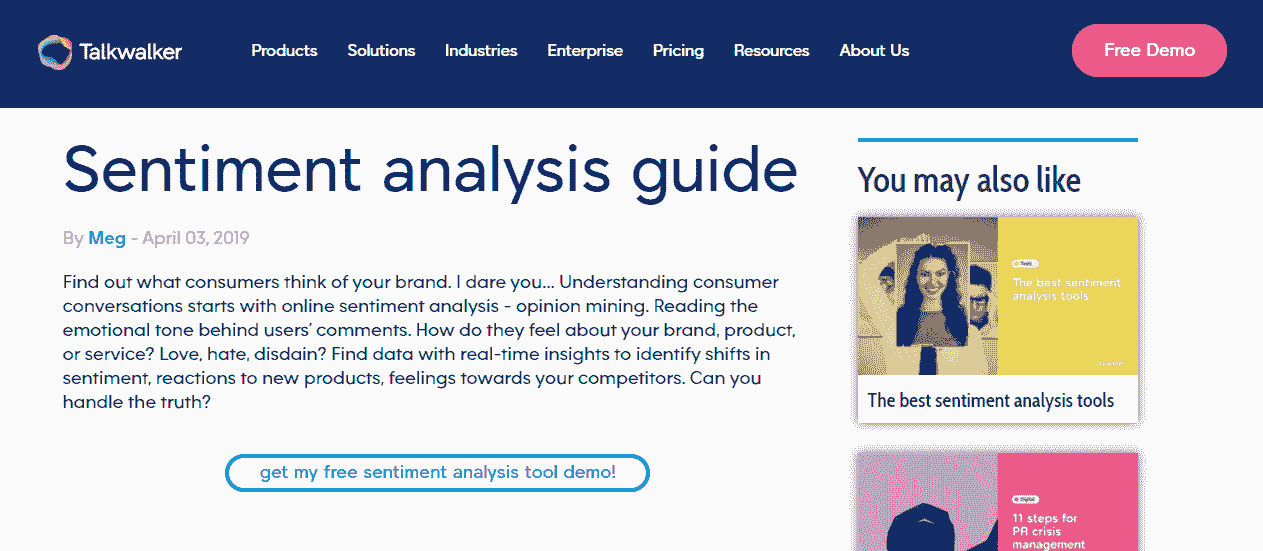 Talkwalker
Products Solutions Industries Enterprise Pricing Resources About Us
Free Demo
Sentiment analysis guide
By Meg - April 03, 2019
Find out what consumers think of your brand. I dare you... Understanding consumer
conversations starts with online sentiment analysis - opinion mining. Reading the
emotional tone behind users' comments. How do they feel about your brand, product,
or service? Love, hate, disdain? Find data with real-time insights to identify shifts in
sentiment, reactions to new products, feelings towards your competitors. Can you
handle the truth?
get my free sentiment analysis tool demo!
You may also like
The best sentiment
analysis tools
The best sentiment analysis tools
11 steps for
PR crisis
management